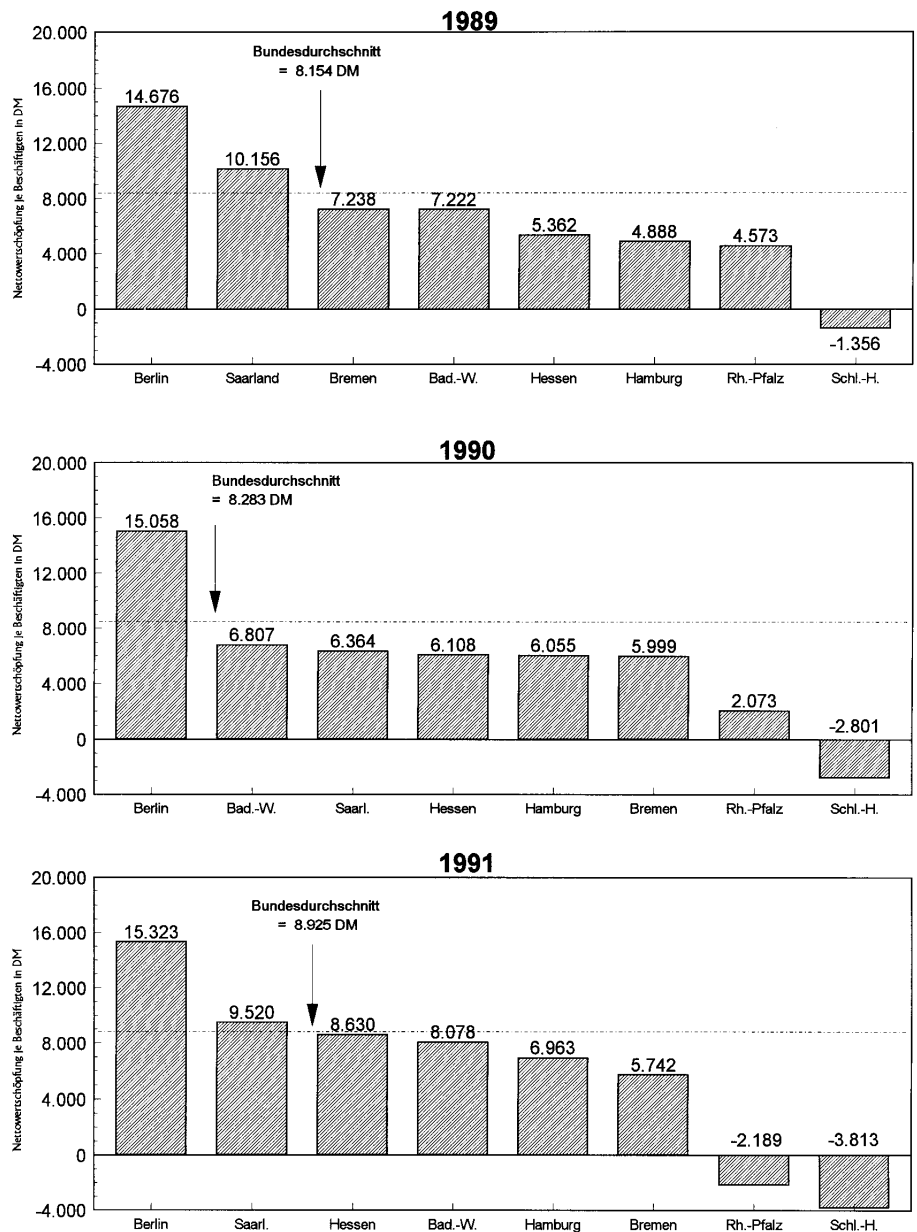 1989
Nettowertschöpfung je Beschäftigten in DM
20.000
16.000
12.000
8.000
4.000
0
-4.000
Bundesdurchschnitt
= 8.154 DM
14.676
10.156
7.238
7.222
5.362
4.888
4.573
-1.356
Berlin
Saarland
Bremen
Bad.-W.
Hessen
Hamburg
Rh.-Pfalz
Schl.-H.
1990
Nettowertschöpfung je Beschäftigten in DM
20.000
16.000
12.000
8.000
4.000
0
-4.000
Bundesdurchschnitt
= 8.283 DM
15.058
6.807
6.364
6.108
6.055
5.999
2.073
-2.801
Berlin
Bad.-W.
Saarl.
Hessen
Hamburg
Bremen
Rh.-Pfalz
Schl.-H.
1991
Nettowertschöpfung je Beschäftigten in DM
20.000
16.000
12.000
8.000
4.000
0
-4.000
Bundesdurchschnitt
= 8.925 DM
15.323
9.520
8.630
8.078
6.963
5.742
-2.189
-3.813
Berlin
Saarl.
Hessen
Bad.-W.
Hamburg
Bremen
Rh.-Pfalz
Schl.-H.